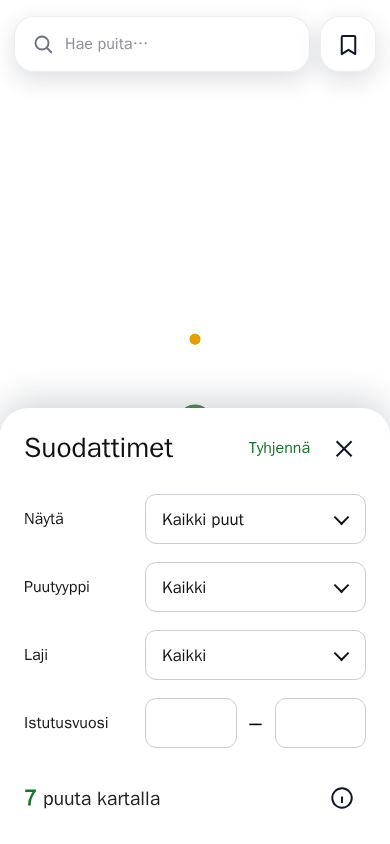 Hae puita⋯
Suodattimet
Tyhjennä
Näytä
Kaikki puut
Puutyyppi
Kaikki
Laji
Kaikki
Istutusvuosi
–
7 puuta kartalla